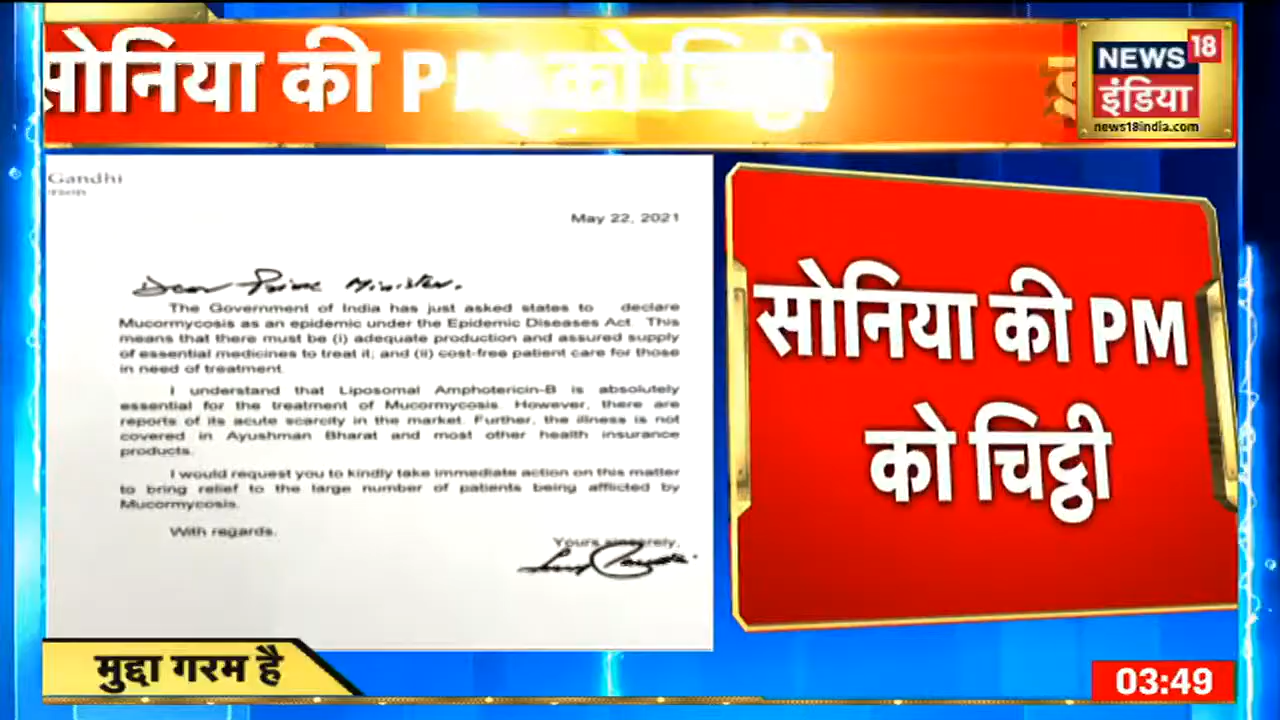 सोनिया की PM को चिट्ठी
NEWS 18
इंडिया
news18india.com
Gandhi
May 22, 2021
Dear Prime Minister,
The Government of India has just asked states to declare
Mucormycosis as an epidemic under the Epidemic Diseases Act. This
means that there must be (i) adequate production and assured supply
of essential medicines to treat it; and (ii) cost-free patient care for those
in need of treatment.
I understand that Liposomal Amphotericin-B is absolutely
essential for the treatment of Mucormycosis. However, there are
reports of its acute scarcity in the market. Further, the illness is not
covered in Ayushman Bharat and most other health insurance
products.
I would request you to kindly take immediate action on this matter
to bring relief to the large number of patients being afflicted by
Mucormycosis.
With regards.
Yours sincerely,
सोनिया की PM
को चिट्ठी
मुद्दा गरम है
03:49